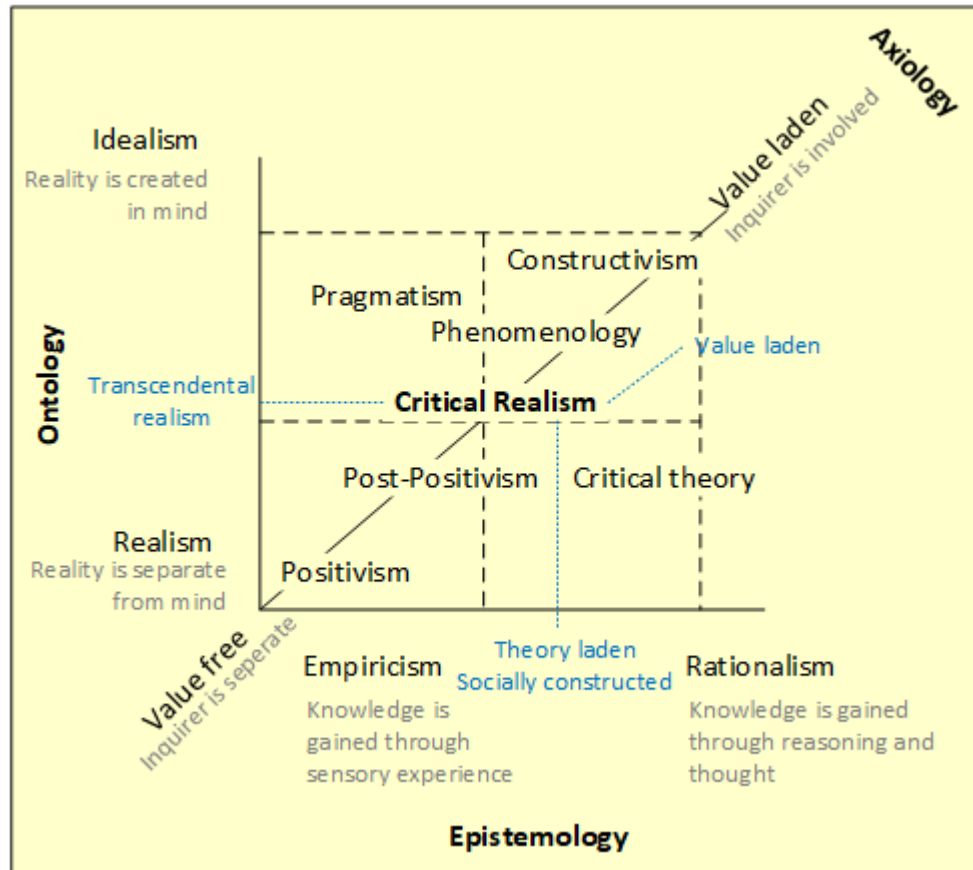 Axiology
Value laden
Inquirer is involved
Idealism
Reality is created
in mind
Constructivism
Pragmatism
Phenomenology
Value laden
Ontology
Transcendental
realism
Critical Realism
Post-Positivism
Critical theory
Realism
Reality is separate
from mind
Positivism
Value free
Inquirer is seperate
Empiricism
Knowledge is
gained through
sensory experience
Theory laden
Socially constructed
Rationalism
Knowledge is gained
through reasoning and
thought
Epistemology